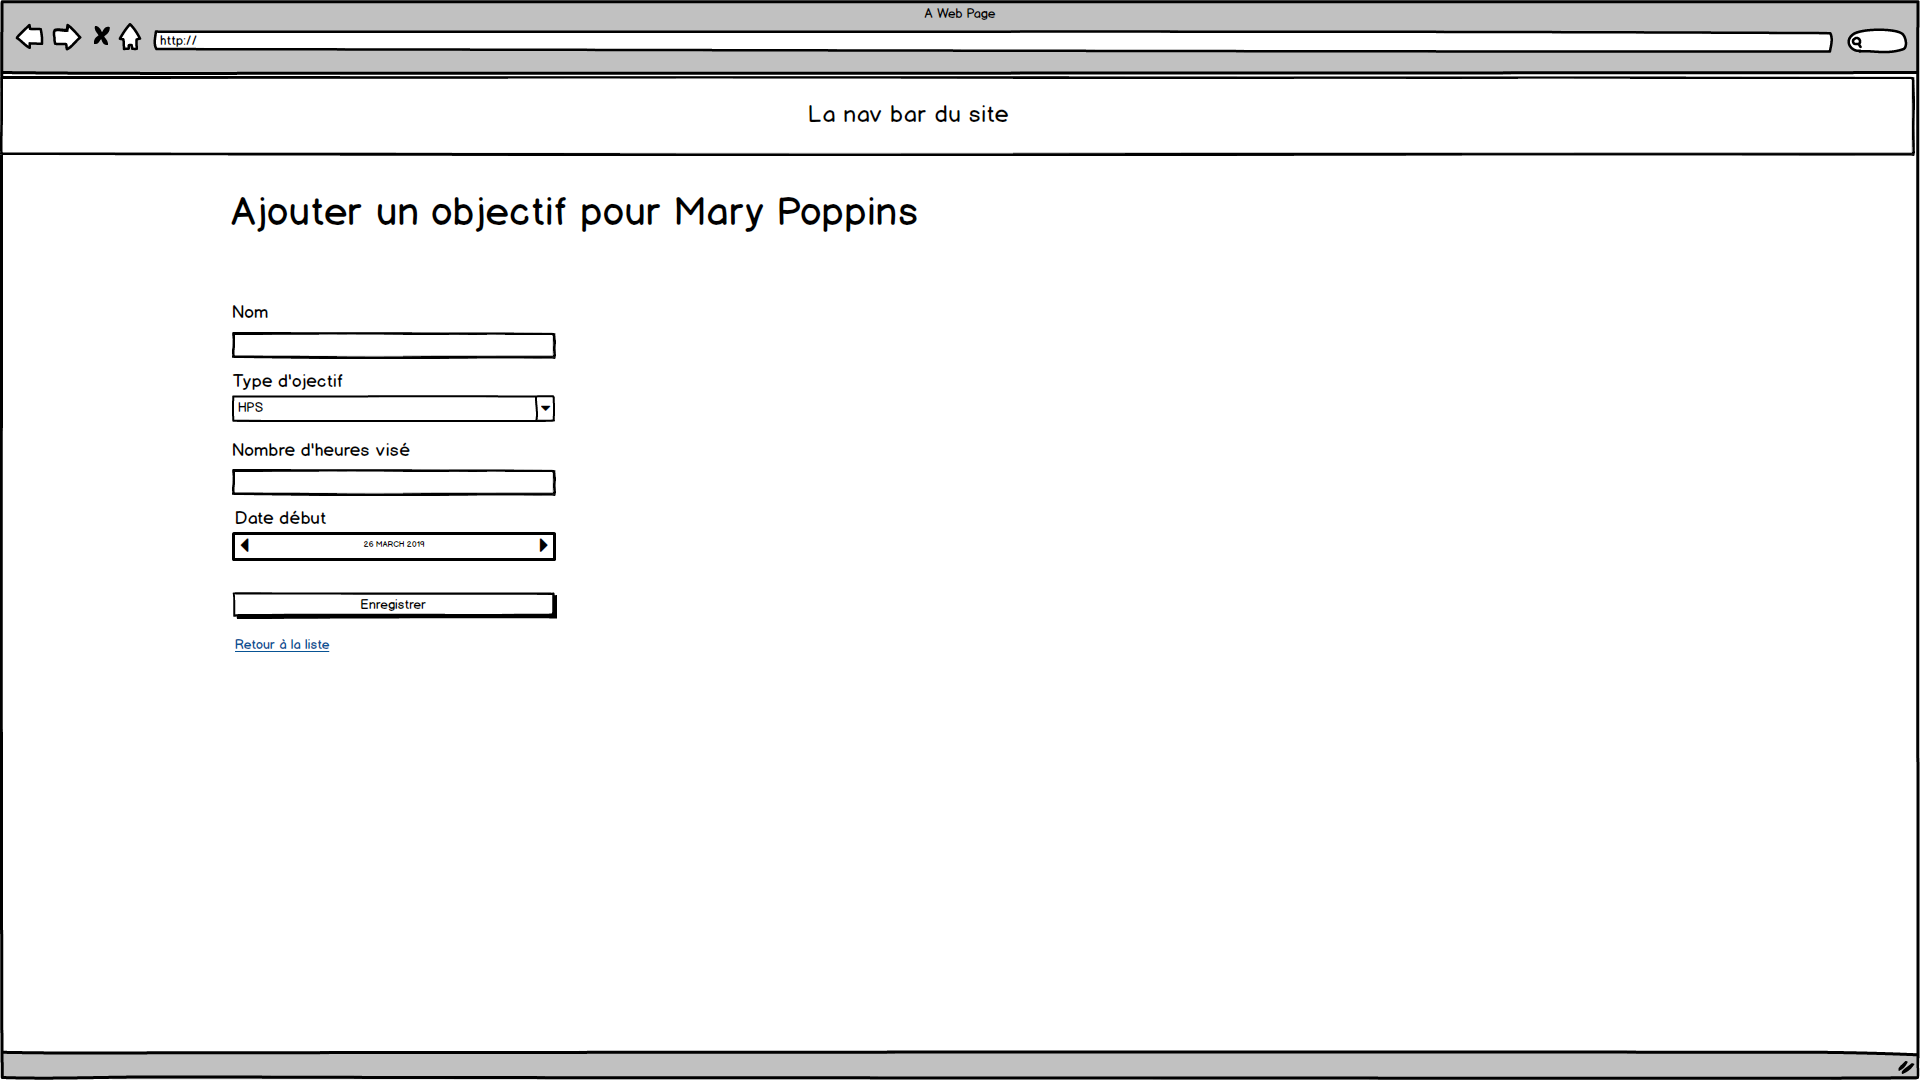 A Web Page
http://
La nav bar du site
Ajouter un objectif pour Mary Poppins
Nom
Type d'ojectif
HPS
Nombre d'heures visé
Date début
26 MARCH 2019
Enregistrer
Retour à la liste